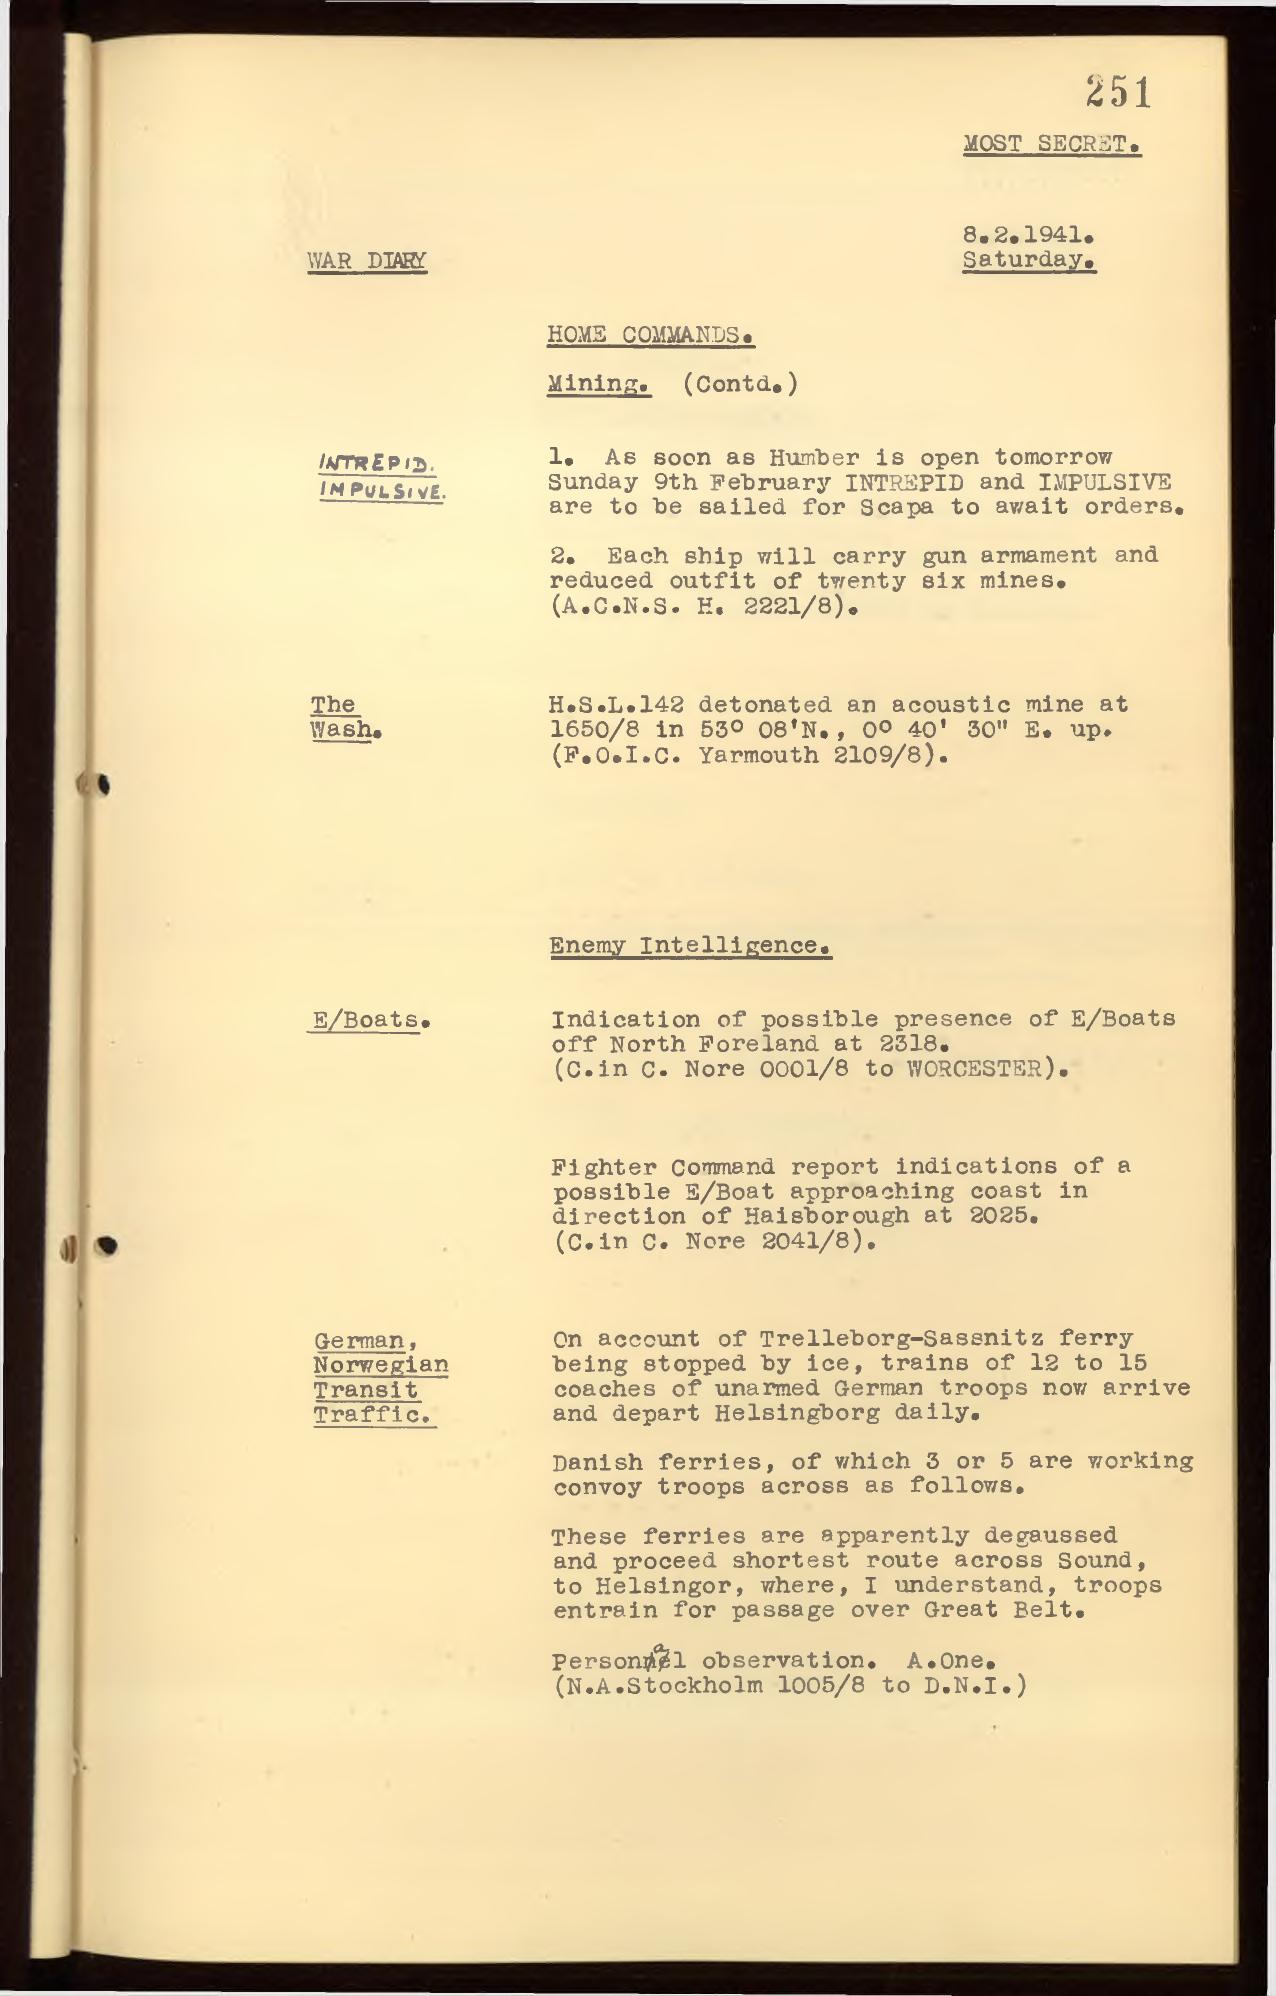 251
MOST SECRET.
8.2.1941.
WAR DIARY
Saturday.
HOME COMMANDS.
Mining. (Contd.)
INTREPID.
IMPULSIVE.
1. As soon as Humber is open tomorrow
Sunday 9th February INTREPID and IMPULSIVE
are to be sailed for Scapa to await orders.
2. Each ship will carry gun armament and
reduced outfit of twenty six mines.
(A.C.N.S. H. 2221/8).
The
Wash.
H.S.L.142 detonated an acoustic mine at
1650/8 in 53º 08'N., 0º 40' 30" E. up.
(F.O.I.C. Yarmouth 2109/8).
Enemy Intelligence.
E/Boats.
Indication of possible presence of E/Boats
off North Foreland at 2318.
(C.in C. Nore 0001/8 to WORCESTER).
Fighter Command report indications of a
possible E/Boat approaching coast in
direction of Haisborough at 2025.
(C.in C. Nore 2041/8).
German,
Norwegian
Transit
Traffic.
On account of Trelleborg-Sassnitz ferry
being stopped by ice, trains of 12 to 15
coaches of unarmed German troops now arrive
and depart Helsingborg daily.
Danish ferries, of which 3 or 5 are working
convoy troops across as follows.
These ferries are apparently degaussed
and proceed shortest route across Sound,
to Helsingor, where, I understand, troops
entrain for passage over Great Belt.
Personal observation. A.One.
(N.A.Stockholm 1005/8 to D.N.I.)